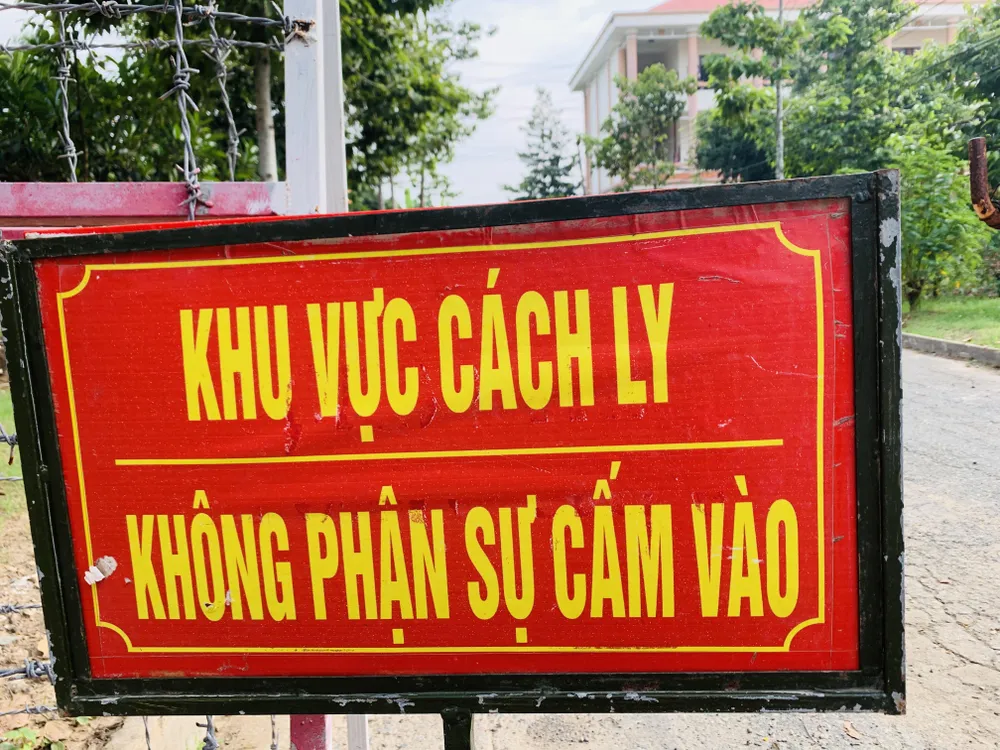 KHU VỰC CÁCH LY
KHÔNG PHẬN SỰ CẤM VÀO